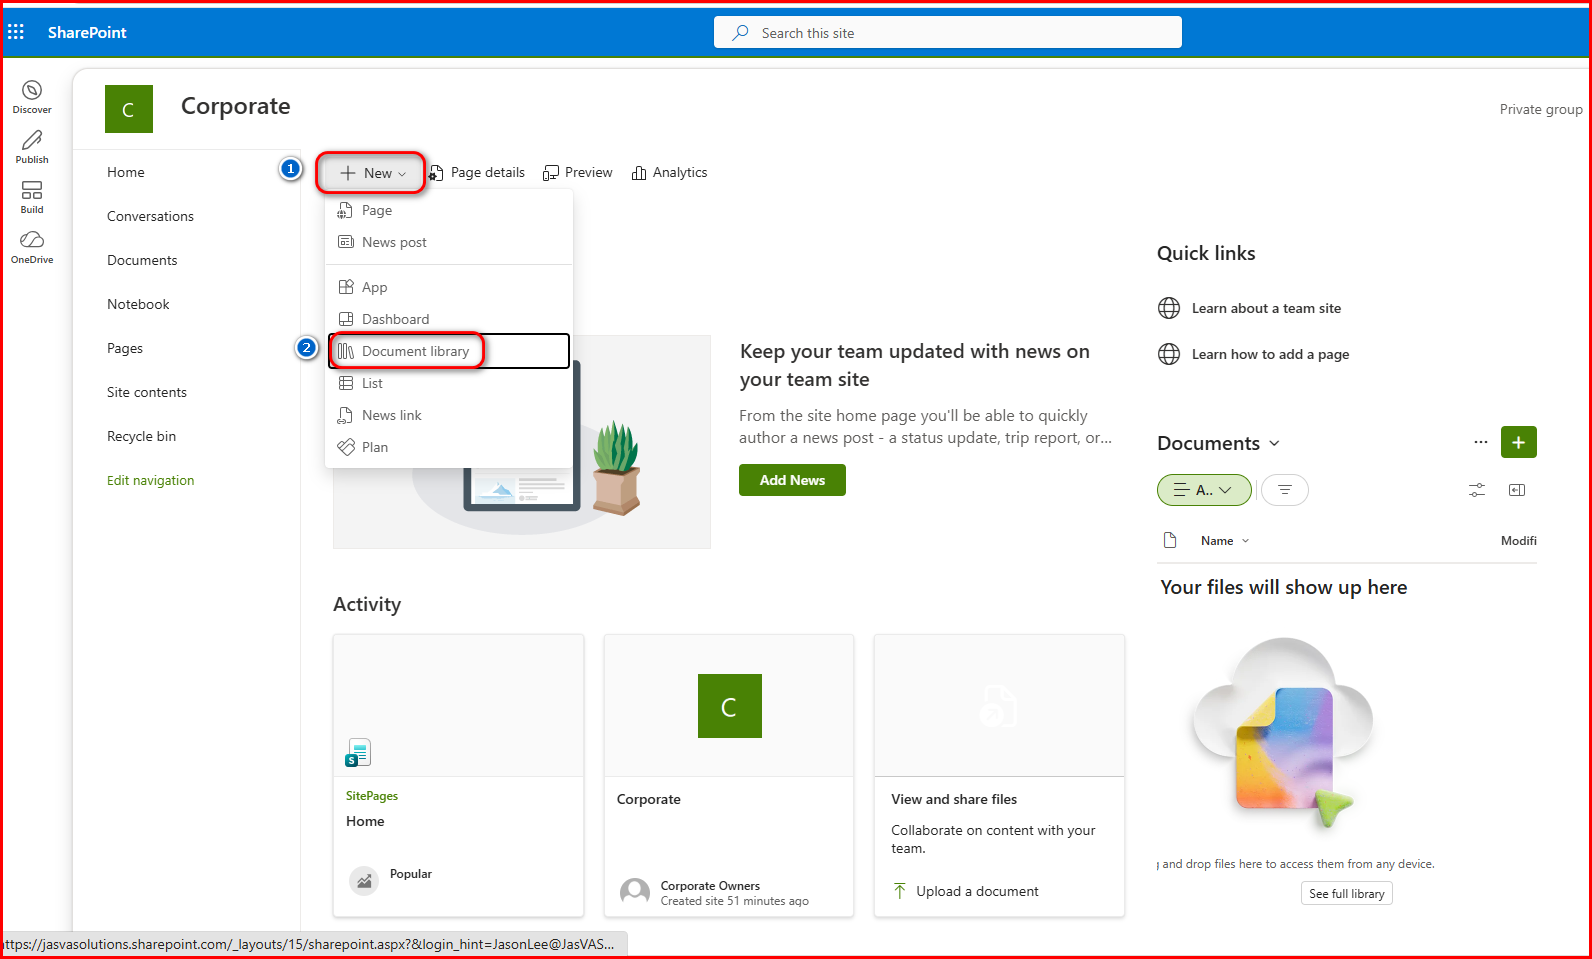 SharePoint
Search this site
Discover
Publish
Build
OneDrive
C
Corporate
Private group
Home
Conversations
Documents
Notebook
Pages
Site contents
Recycle bin
Edit navigation
1
New
Page details
Preview
Analytics
Page
News post
App
Dashboard
2
Document library
List
News link
Plan
Keep your team updated with news on
your team site
From the site home page you'll be able to quickly
author a news post - a status update, trip report, or...
Add News
Quick links
Learn about a team site
Learn how to add a page
Documents
A..
Name
Modifi
Your files will show up here
and drop files here to access them from any device.
See full library
Activity
S
SitePages
Home
Popular
C
Corporate
Corporate Owners
Created site 51 minutes ago
View and share files
Collaborate on content with your
team.
Upload a document
ttps://jasvasolutions.sharepoint.com/_layouts/15/sharepoint.aspx?&login_hint=JasonLee@JasVAS...